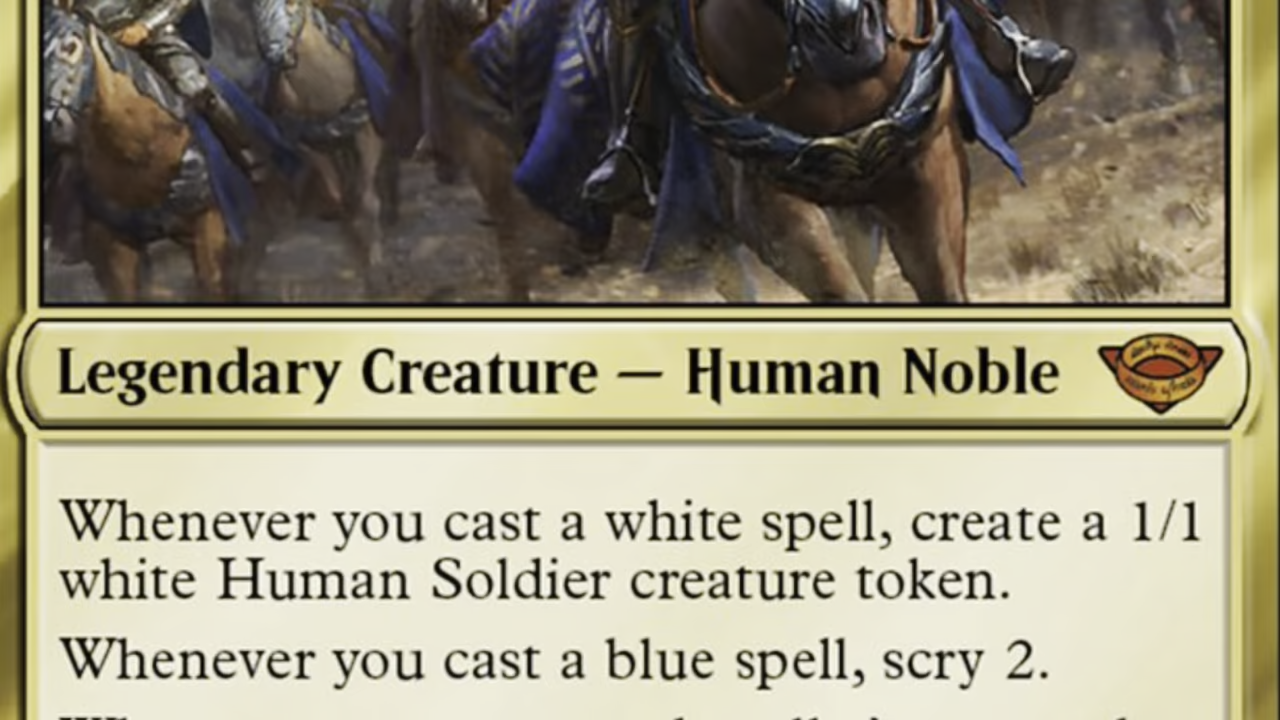 Legendary Creature — Human Noble
Whenever you cast a white spell, create a 1/1
white Human Soldier creature token.
Whenever you cast a blue spell, scry 2.